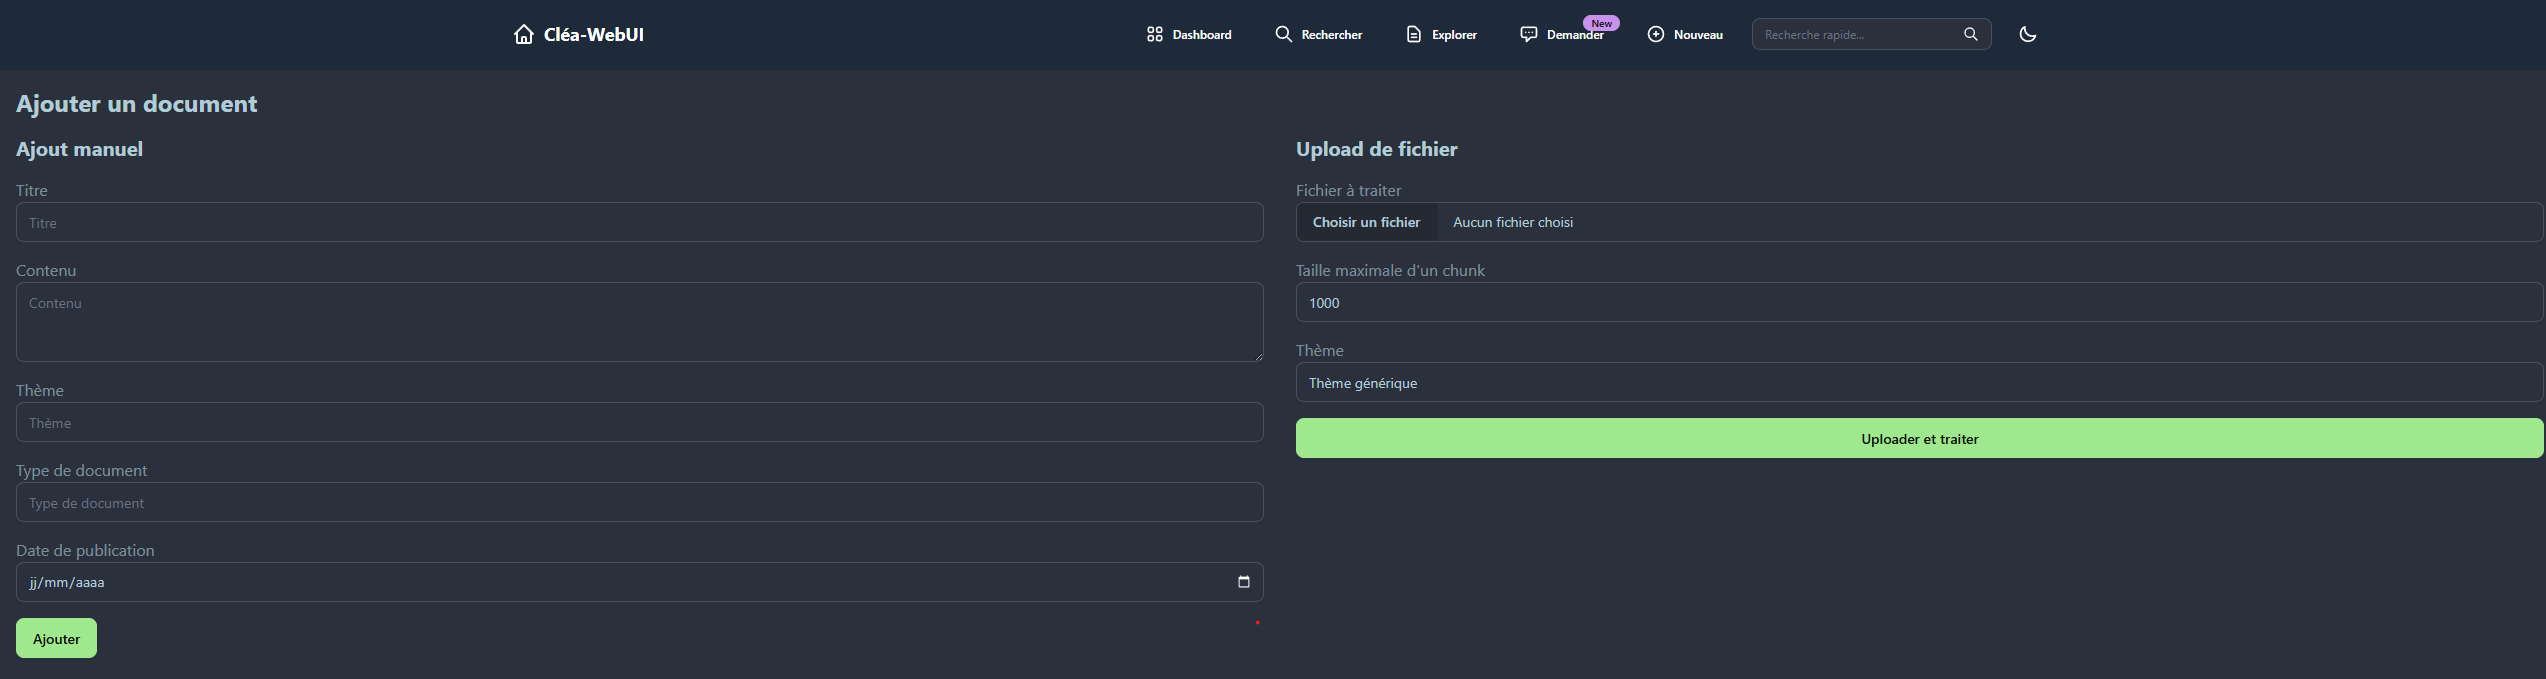 Cléa-WebUI
Dashboard
Rechercher
Explorer
Demander
New
Nouveau
Recherche rapide...
Ajouter un document
Ajout manuel
Titre
Titre
Contenu
Contenu
Thème
Thème
Type de document
Type de document
Date de publication
jj/mm/aaaa
Ajouter
Upload de fichier
Fichier à traiter
Choisir un fichier Aucun fichier choisi
Taille maximale d'un chunk
1000
Thème
Thème générique
Uploader et traiter